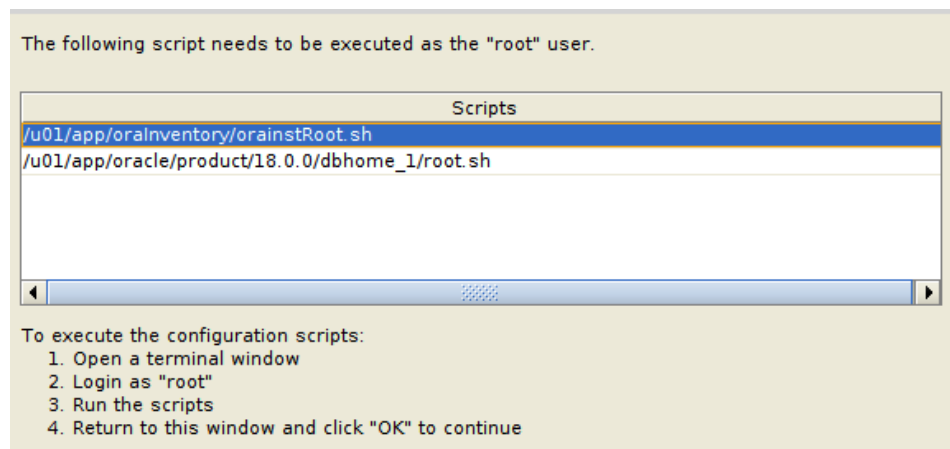 The following script needs to be executed as the "root" user.
Scripts
/u01/app/oraInventory/orainstRoot.sh
/u01/app/oracle/product/18.0.0/dbhome_1/root.sh
To execute the configuration scripts:
1. Open a terminal window
2. Login as "root"
3. Run the scripts
4. Return to this window and click "OK" to continue